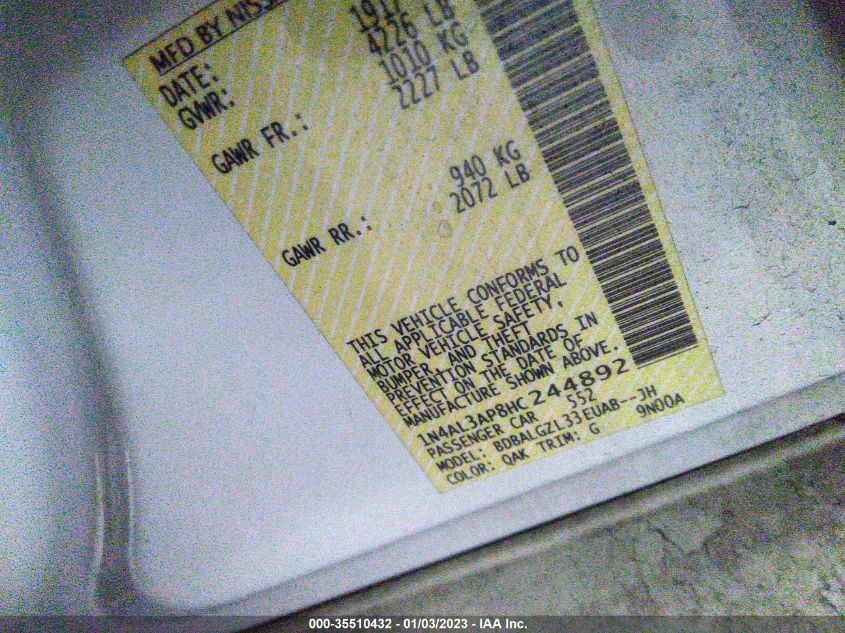 MFD BY NISS
DATE:
GVWR: 4226 LB
1010 KG
GAWR FR.: 2227 LB
940 KG
GAWR RR.: 2072 LB
THIS VEHICLE CONFORMS TO
ALL APPLICABLE FEDERAL
MOTOR VEHICLE SAFETY,
BUMPER, AND THEFT
PREVENTION STANDARDS IN
EFFECT ON THE DATE OF
MANUFACTURE SHOWN ABOVE.
1N4AL3AP8HC244892
PASSENGER CAR 552
MODEL: BDBALGZL33EUAB--JH
COLOR: QAK TRIM: G 9N00A
000-35510432 - 01/03/2023 - IAA Inc.